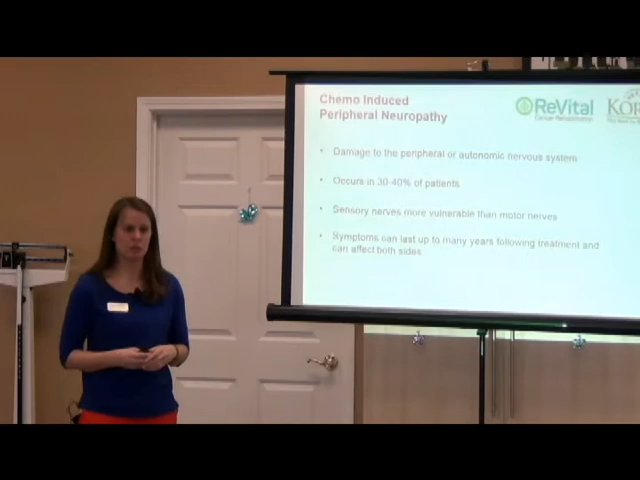 Chemo Induced
Peripheral Neuropathy
ReVital
Cancer Rehabilitation
KOR
• Damage to the peripheral or autonomic nervous system
• Occurs in 30-40% of patients
• Sensory nerves more vulnerable than motor nerves
• Symptoms can last up to many years following treatment and
can affect both sides